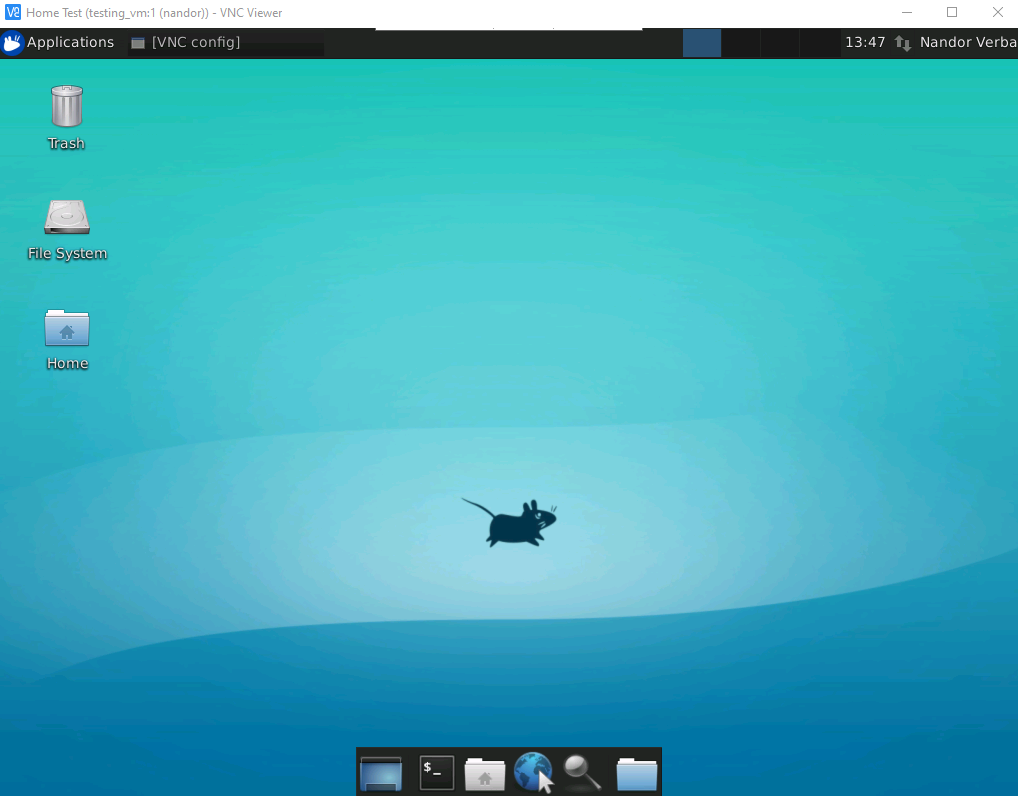 Home Test (testing_vm:1 (nandor)) - VNC Viewer
Applications [VNC config] 13:47 Nandor Verba
Trash
File System
Home
$_